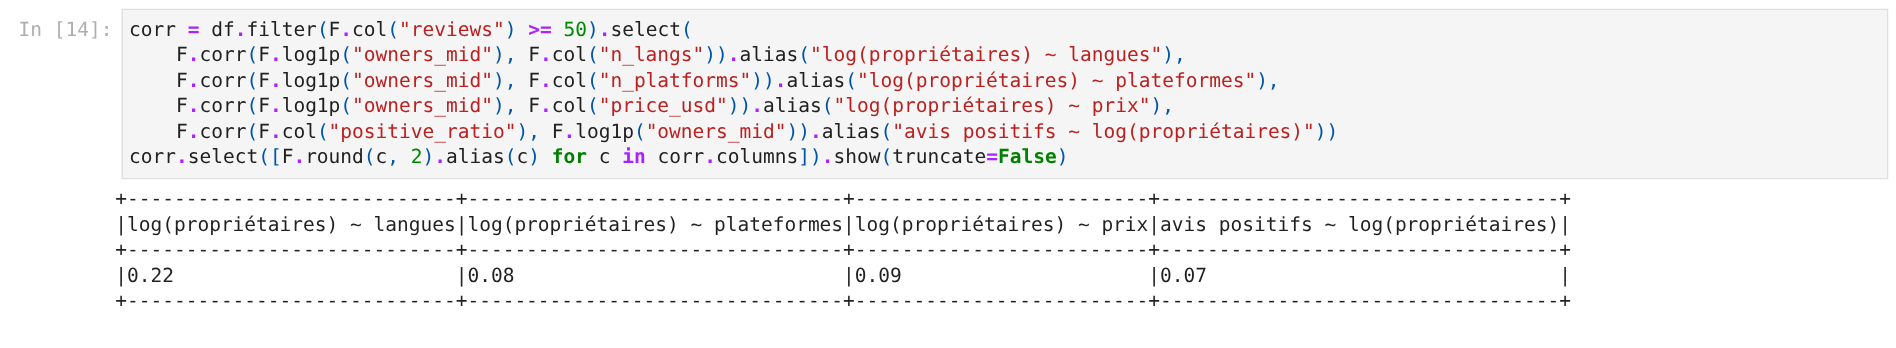 In [14]: corr = df.filter(F.col("reviews") >= 50).select(
    F.corr(F.log1p("owners_mid"), F.col("n_langs")).alias("log(propriétaires) ~ langues"),
    F.corr(F.log1p("owners_mid"), F.col("n_platforms")).alias("log(propriétaires) ~ plateformes"),
    F.corr(F.log1p("owners_mid"), F.col("price_usd")).alias("log(propriétaires) ~ prix"),
    F.corr(F.col("positive_ratio"), F.log1p("owners_mid")).alias("avis positifs ~ log(propriétaires)"))
corr.select([F.round(c, 2).alias(c) for c in corr.columns]).show(truncate=False)
+----------------------------+--------------------------------+-------------------------+----------------------------------+
|log(propriétaires) ~ langues|log(propriétaires) ~ plateformes|log(propriétaires) ~ prix|avis positifs ~ log(propriétaires)|
+----------------------------+--------------------------------+-------------------------+----------------------------------+
|0.22                        |0.08                            |0.09                     |0.07                              |
+----------------------------+--------------------------------+-------------------------+----------------------------------+